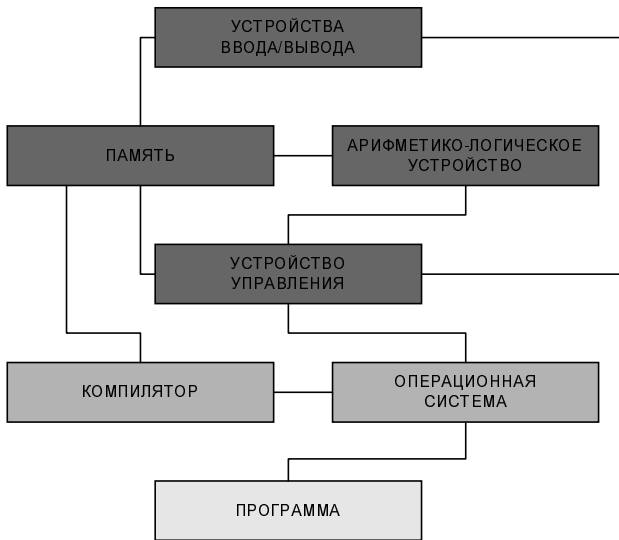 УСТРОЙСТВА
ВВОДА/ВЫВОДА
ПАМЯТЬ
АРИФМЕТИКО-ЛОГИЧЕСКОЕ
УСТРОЙСТВО
УСТРОЙСТВО
УПРАВЛЕНИЯ
КОМПИЛЯТОР
ОПЕРАЦИОННАЯ
СИСТЕМА
ПРОГРАММА